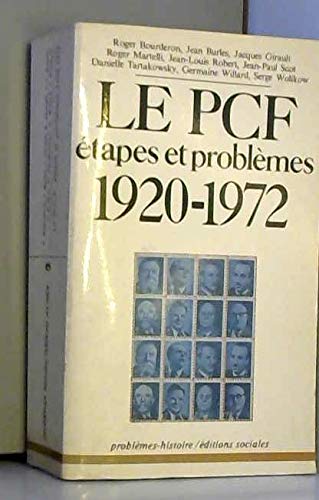 Roger Bourderon, Jean Burles, Jacques Girault
Roger Martelli, Jean-Louis Robert, Jean-Paul Scot
Danielle Tartakowsky, Germaine Willard, Serge Wolikow
LE PCF
étapes et problèmes
1920-1972
problèmes-histoire/éditions sociales